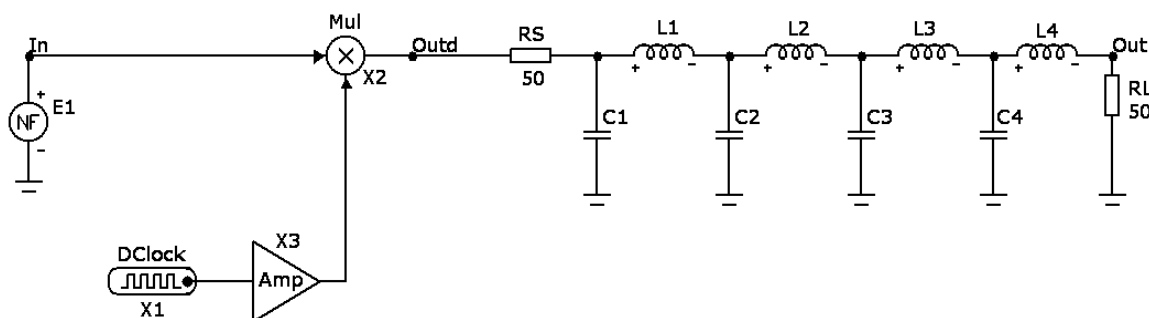 Mul
In
Outd
RS
L1
L2
L3
L4
Out
X2
50
+ - + - + - + -
+
E1
NF
-
C1
C2
C3
C4
RL
50
X3
DClock
Amp
X1